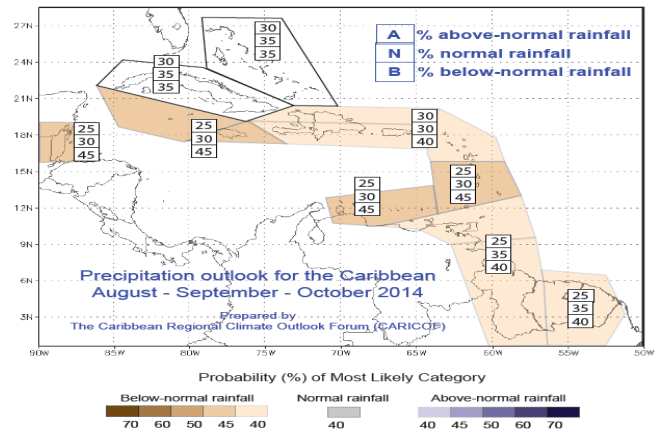 27N
24N
21N
18N
15N
12N
9N
6N
3N
90W 85W 80W 75W 70W 65W 60W 55W 50W
A % above-normal rainfall
N % normal rainfall
B % below-normal rainfall
30
35
35
30
35
35
25
30
45
25
30
45
30
30
40
25
30
45
25
30
45
25
35
40
25
35
40
Precipitation outlook for the Caribbean
August - September - October 2014
Prepared by
The Caribbean Regional Climate Outlook Forum (CARICOF)
Probability (%) of Most Likely Category
Below-normal rainfall Normal rainfall Above-normal rainfall
70 60 50 45 40 40 40 45 50 60 70